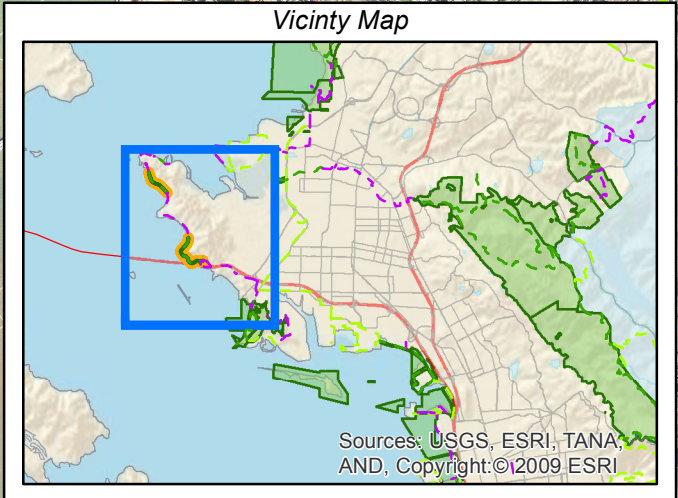 Vicinty Map
Sources: USGS, ESRI, TANA,
AND, Copyright:© 2009 ESRI